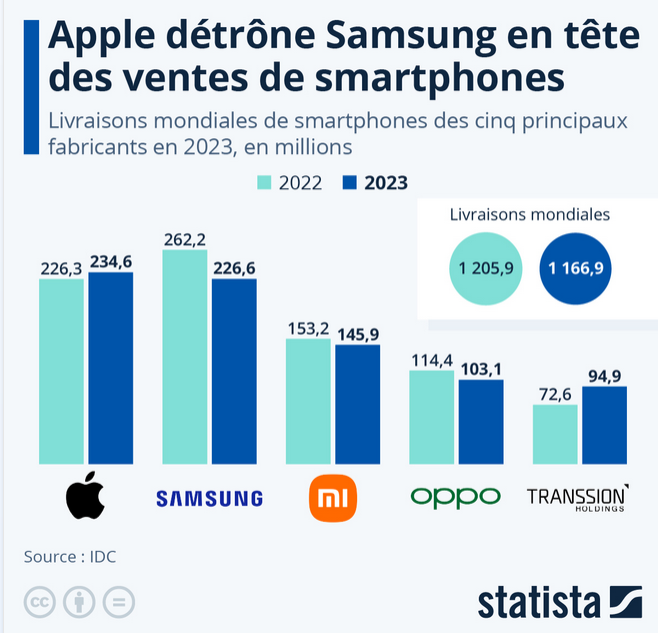 Apple détrône Samsung en tête
des ventes de smartphones
Livraisons mondiales de smartphones des cinq principaux
fabricants en 2023, en millions
2022 2023
Livraisons mondiales
1 205,9 1 166,9
226,3 234,6
262,2 226,6
153,2 145,9
114,4 103,1
72,6 94,9
SAMSUNG
mi
oppo
TRANSSION
HOLDINGS
Source : IDC
cc
statista